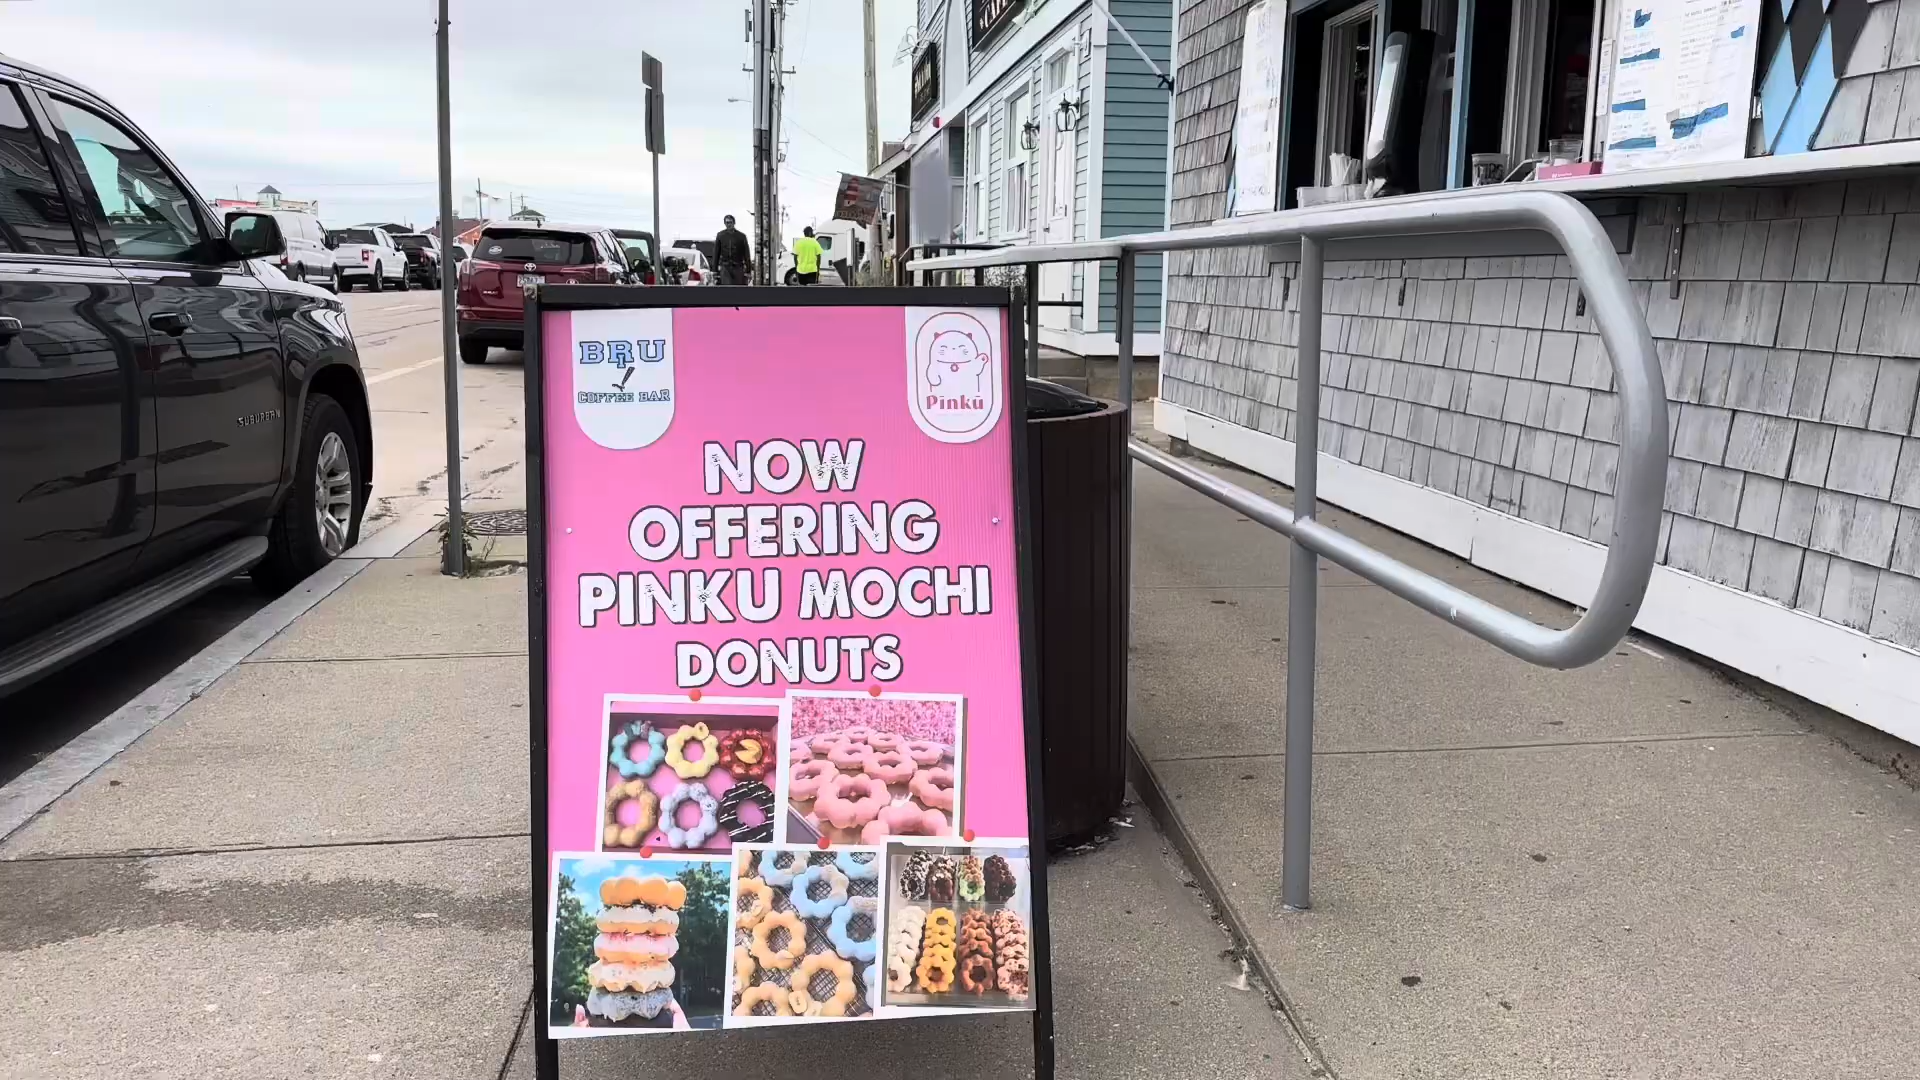 BRU
COFFEE BAR
Pinkū
NOW
OFFERING
PINKU MOCHI
DONUTS
SUBURBAN